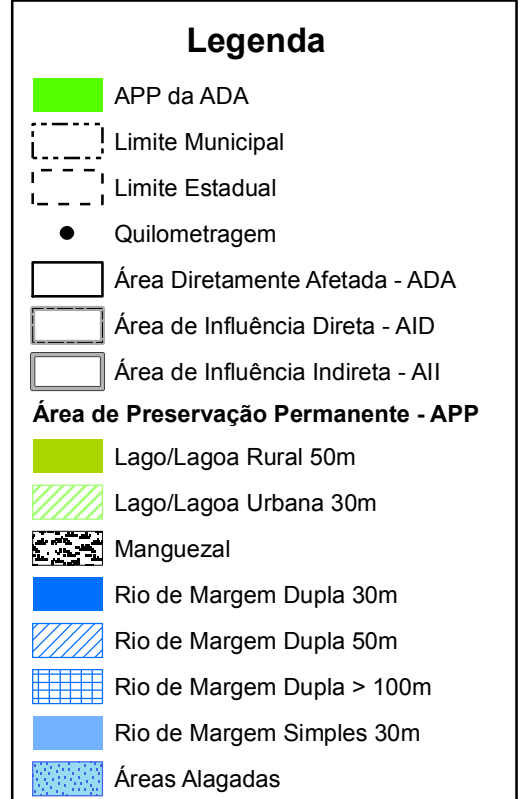 Legenda
APP da ADA
Limite Municipal
Limite Estadual
Quilometragem
Área Diretamente Afetada - ADA
Área de Influência Direta - AID
Área de Influência Indireta - AII
Área de Preservação Permanente - APP
Lago/Lagoa Rural 50m
Lago/Lagoa Urbana 30m
Manguezal
Rio de Margem Dupla 30m
Rio de Margem Dupla 50m
Rio de Margem Dupla > 100m
Rio de Margem Simples 30m
Áreas Alagadas